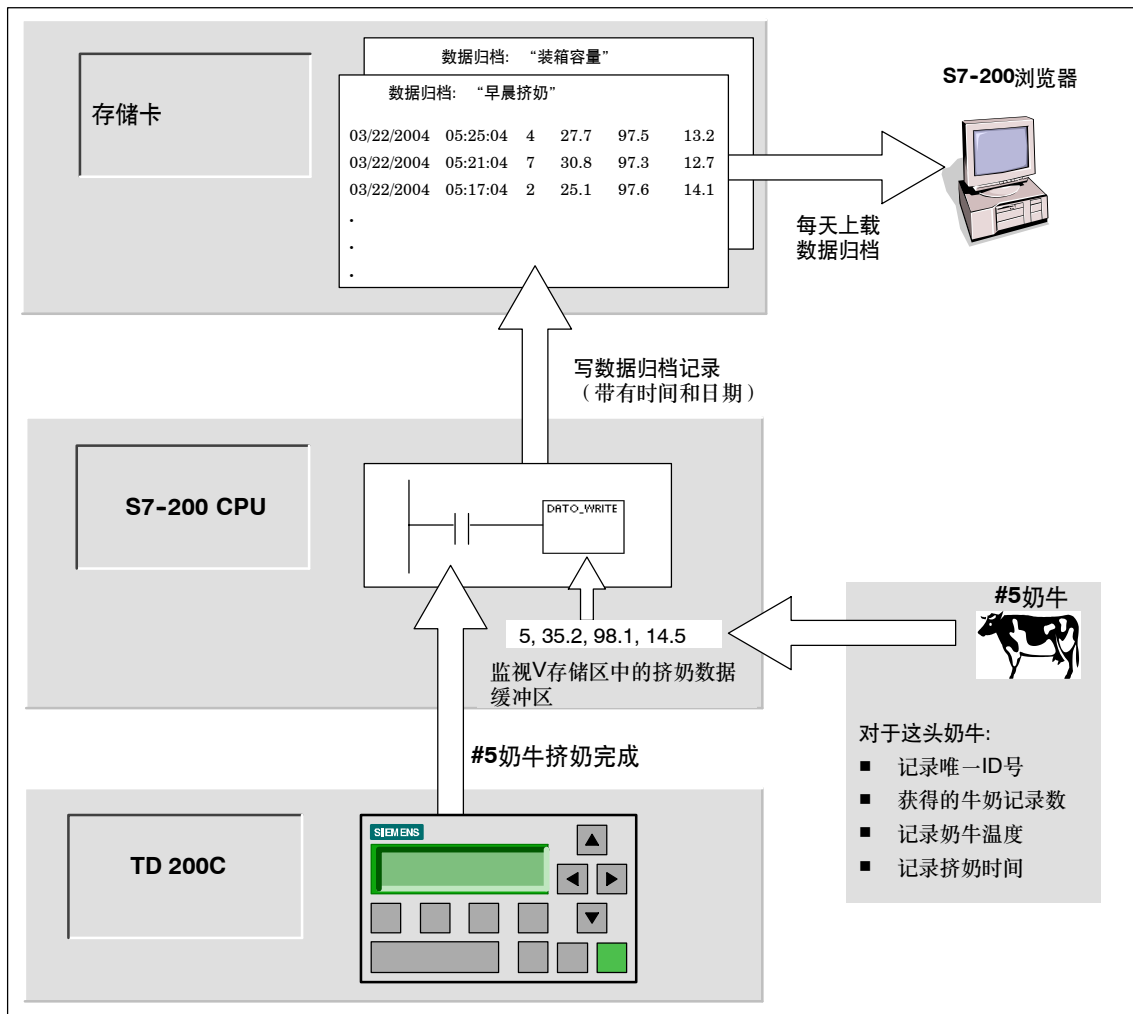 数据归档: “装箱容量”
数据归档: “早晨挤奶”
03/22/2004 05:25:04 4 27.7 97.5 13.2
03/22/2004 05:21:04 7 30.8 97.3 12.7
03/22/2004 05:17:04 2 25.1 97.6 14.1
.
.
.
存储卡
S7-200浏览器
每天上载
数据归档
写数据归档记录
（带有时间和日期）
S7-200 CPU
DAT0_WRITE
5, 35.2, 98.1, 14.5
监视V存储区中的挤奶数据
缓冲区
#5奶牛
对于这头奶牛:
■ 记录唯一ID号
■ 获得的牛奶记录数
■ 记录奶牛温度
■ 记录挤奶时间
#5奶牛挤奶完成
TD 200C
SIEMENS